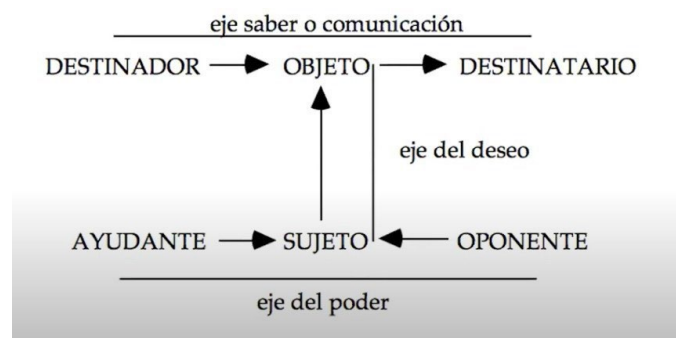 eje saber o comunicación
DESTINADOR OBJETO DESTINATARIO
eje del deseo
AYUDANTE SUJETO OPONENTE
eje del poder